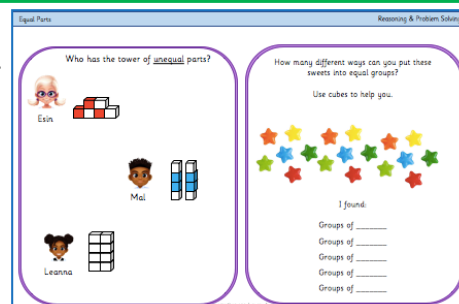 Equal Parts
Reasoning & Problem Solving
Who has the tower of unequal parts?
Esin
Mal
Leanna
How many different ways can you put these
sweets into equal groups?
Use cubes to help you.
I found:
Groups of ______
Groups of ______
Groups of ______
Groups of ______
Groups of ______